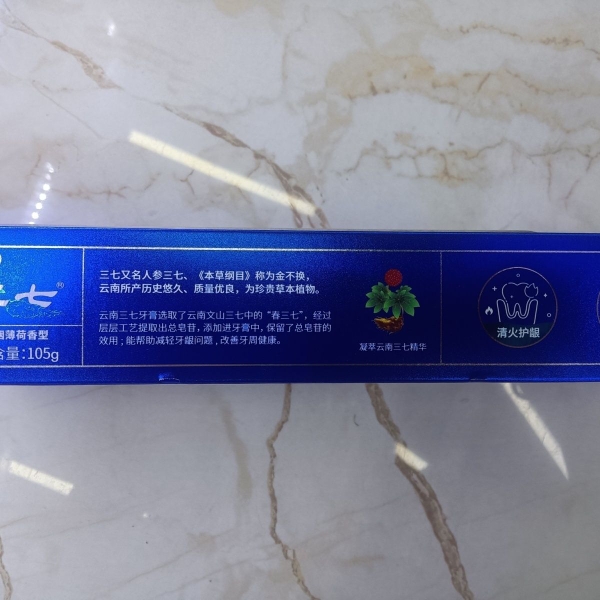 三七又名人参三七、《本草纲目》称为金不换,
云南所产历史悠久、质量优良，为珍贵草本植物。
云南三七牙膏选取了云南文山三七中的“春三七”，经过
层层工艺提取出总皂苷，添加进牙膏中，保留了总皂苷的
效用；能帮助减轻牙龈问题，改善牙周健康。
七®
薄荷香型
含量：105g
凝萃云南三七精华
清火护龈